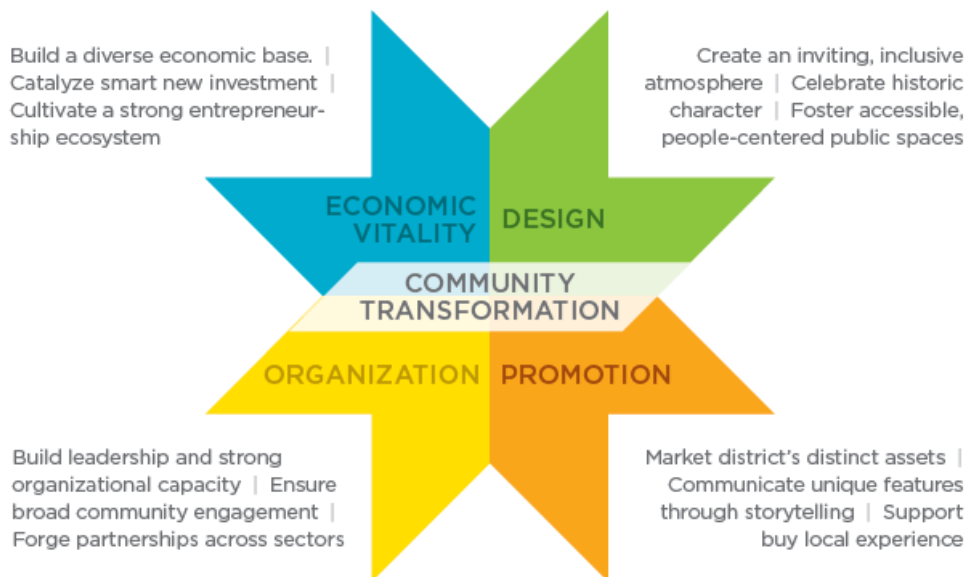 Build a diverse economic base. |
Catalyze smart new investment |
Cultivate a strong entrepreneur-
ship ecosystem
Create an inviting, inclusive
atmosphere | Celebrate historic
character | Foster accessible,
people-centered public spaces
ECONOMIC
VITALITY
DESIGN
COMMUNITY
TRANSFORMATION
ORGANIZATION
PROMOTION
Build leadership and strong
organizational capacity | Ensure
broad community engagement |
Forge partnerships across sectors
Market district's distinct assets |
Communicate unique features
through storytelling | Support
buy local experience